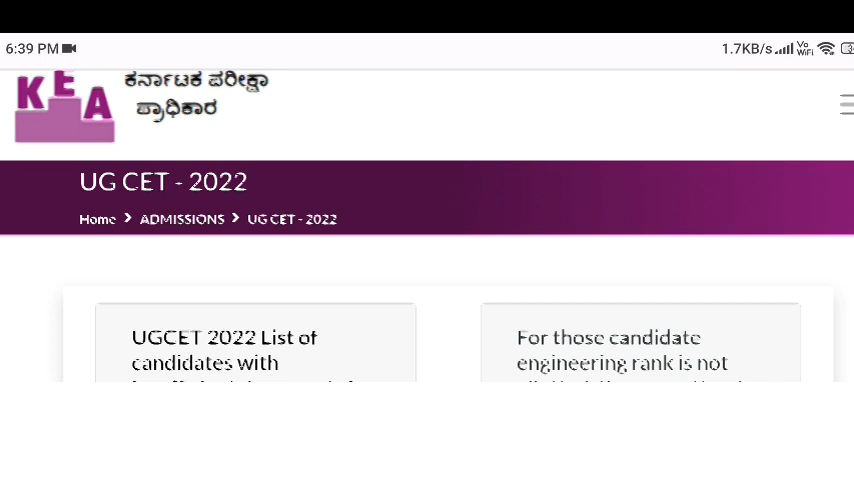 6:39 PM
1.7KB/s Vo WiFi
KEA
ಕರ್ನಾಟಕ ಪರೀಕ್ಷಾ
ಪ್ರಾಧಿಕಾರ
UG CET - 2022
Home > ADMISSIONS > UG CET - 2022
UGCET 2022 List of
candidates with
For those candidate
engineering rank is not